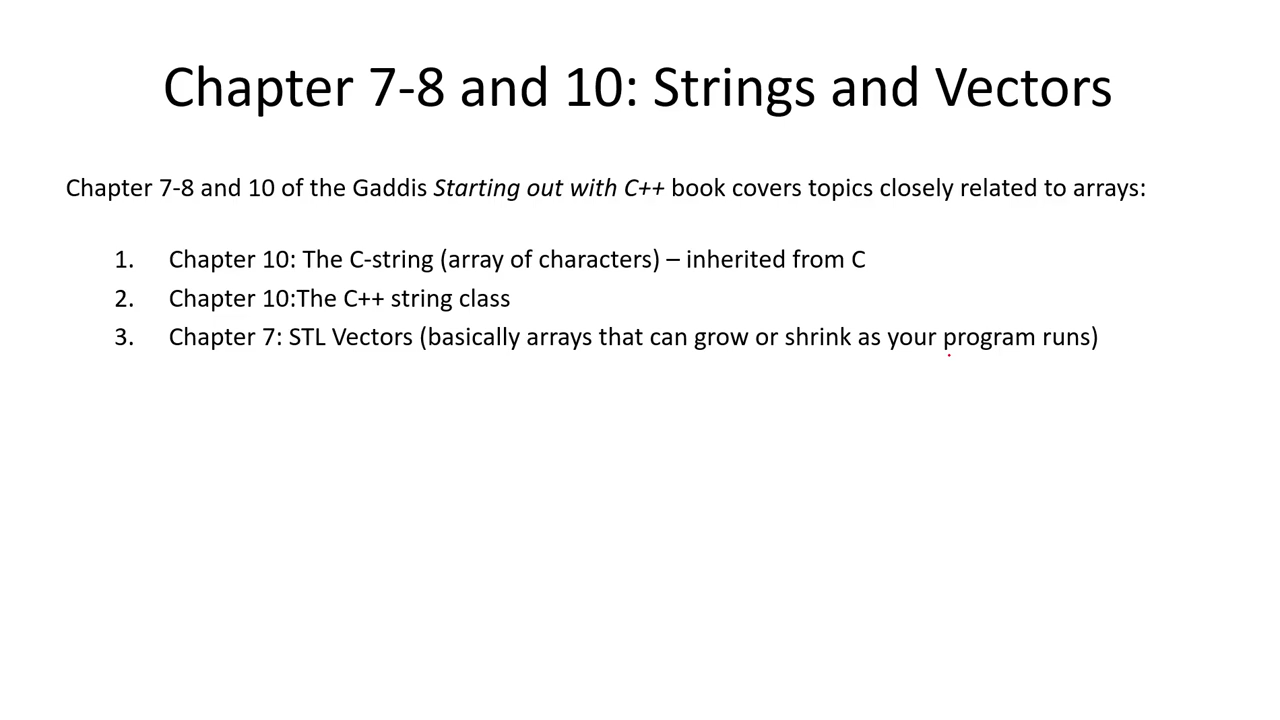 Chapter 7-8 and 10: Strings and Vectors
Chapter 7-8 and 10 of the Gaddis Starting out with C++ book covers topics closely related to arrays:
1. Chapter 10: The C-string (array of characters) – inherited from C
2. Chapter 10:The C++ string class
3. Chapter 7: STL Vectors (basically arrays that can grow or shrink as your program runs)